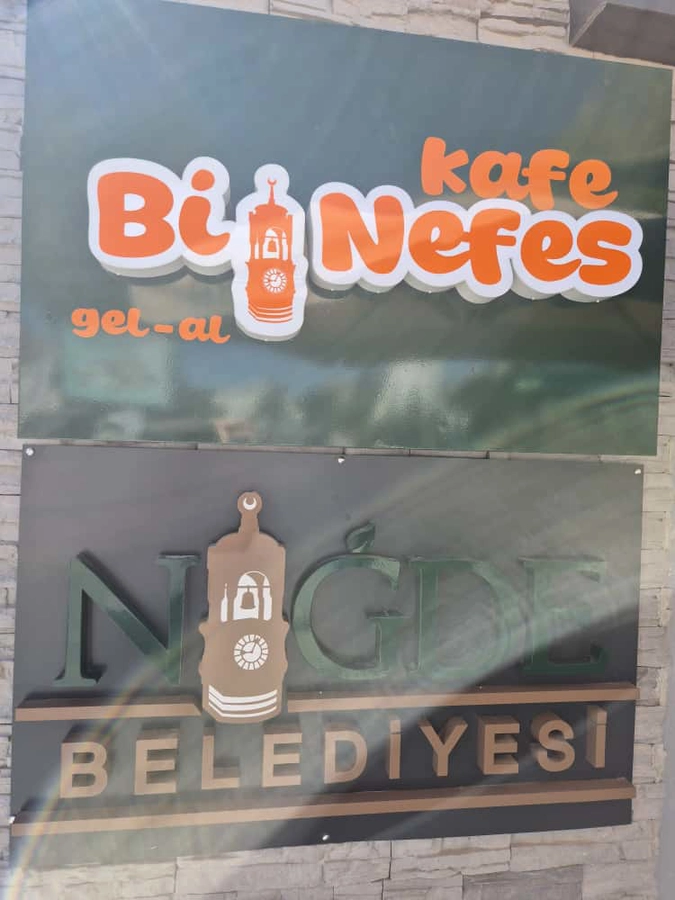 kafe
Bi Nefes
gel-al
NİĞDE
BELEDİYESİ